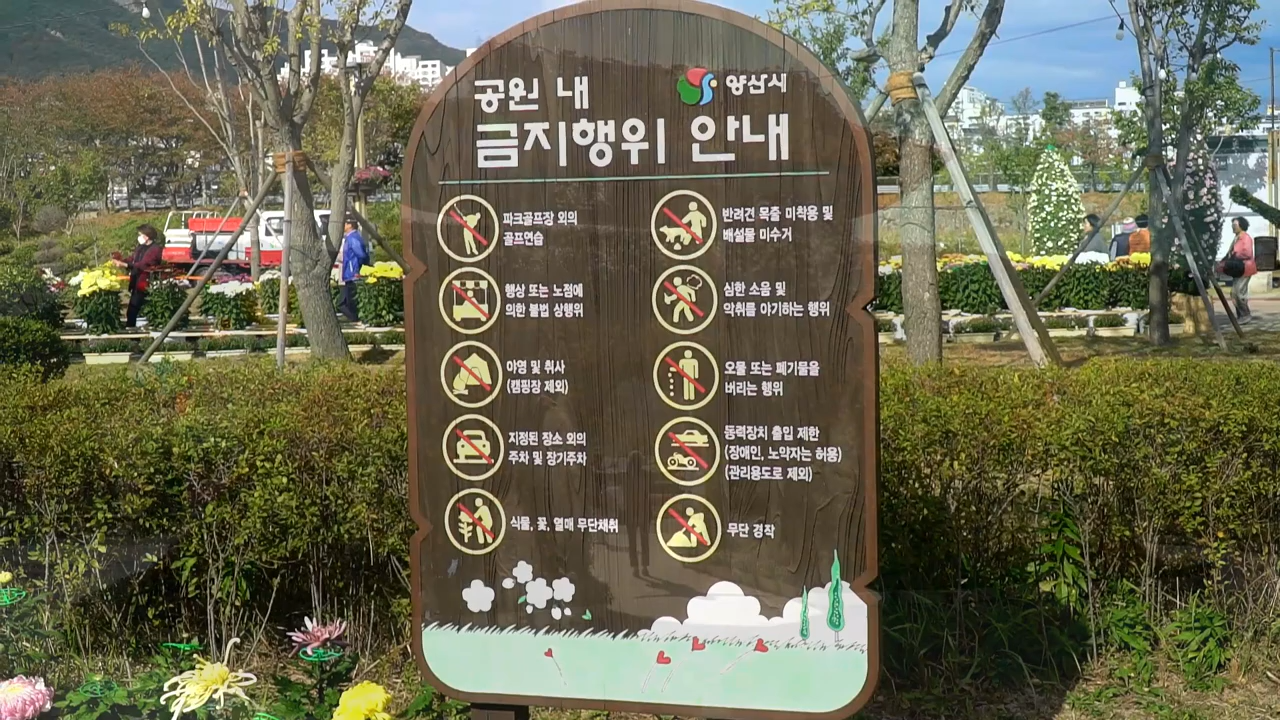 공원 내
양산시
금지행위 안내
파크골프장 외의
골프연습
반려견 목줄 미착용 및
배설물 미수거
행상 또는 노점에
의한 불법 상행위
심한 소음 및
악취를 야기하는 행위
야영 및 취사
(캠핑장 제외)
오물 또는 폐기물을
버리는 행위
지정된 장소 외의
주차 및 장기주차
동력장치 출입 제한
(장애인, 노약자는 허용)
(관리용도로 제외)
식물, 꽃, 열매 무단채취
무단 경작